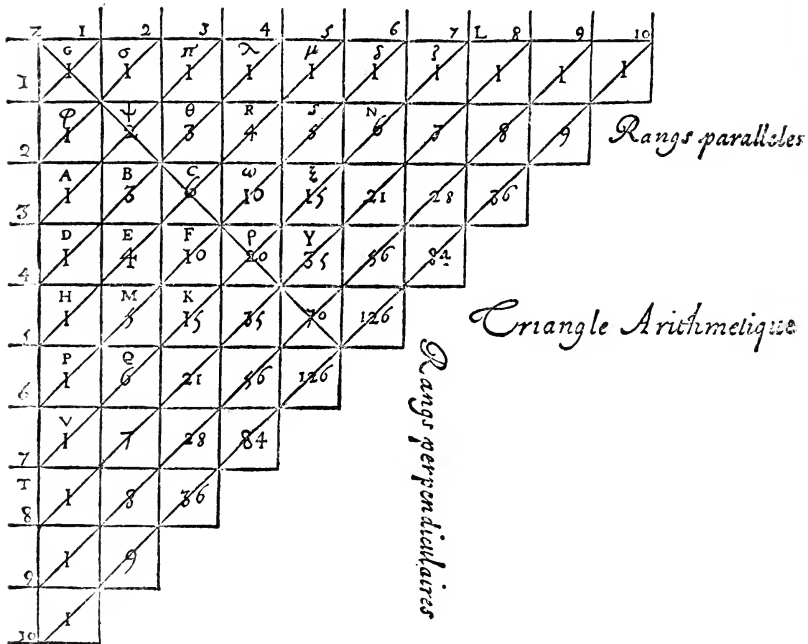 Z 1 2 3 4 5 6 7 L 8 9 10
G σ π λ μ δ ζ
1 1 1 1 1 1 1 1 1 1 1
φ ψ θ R S N
2 1 2 3 4 5 6 7 8 9 Rangs paralleles
A B C ω ξ
3 1 3 6 10 15 21 28 36
D E F ρ Y
4 1 4 10 20 35 56 84
H M K
5 1 5 15 35 70 126 Triangle Arithmetique
P Q
6 1 6 21 56 126
V
7 1 7 28 84 Rangs perpendiculaires
T
8 1 8 36
9 1 9
10 1